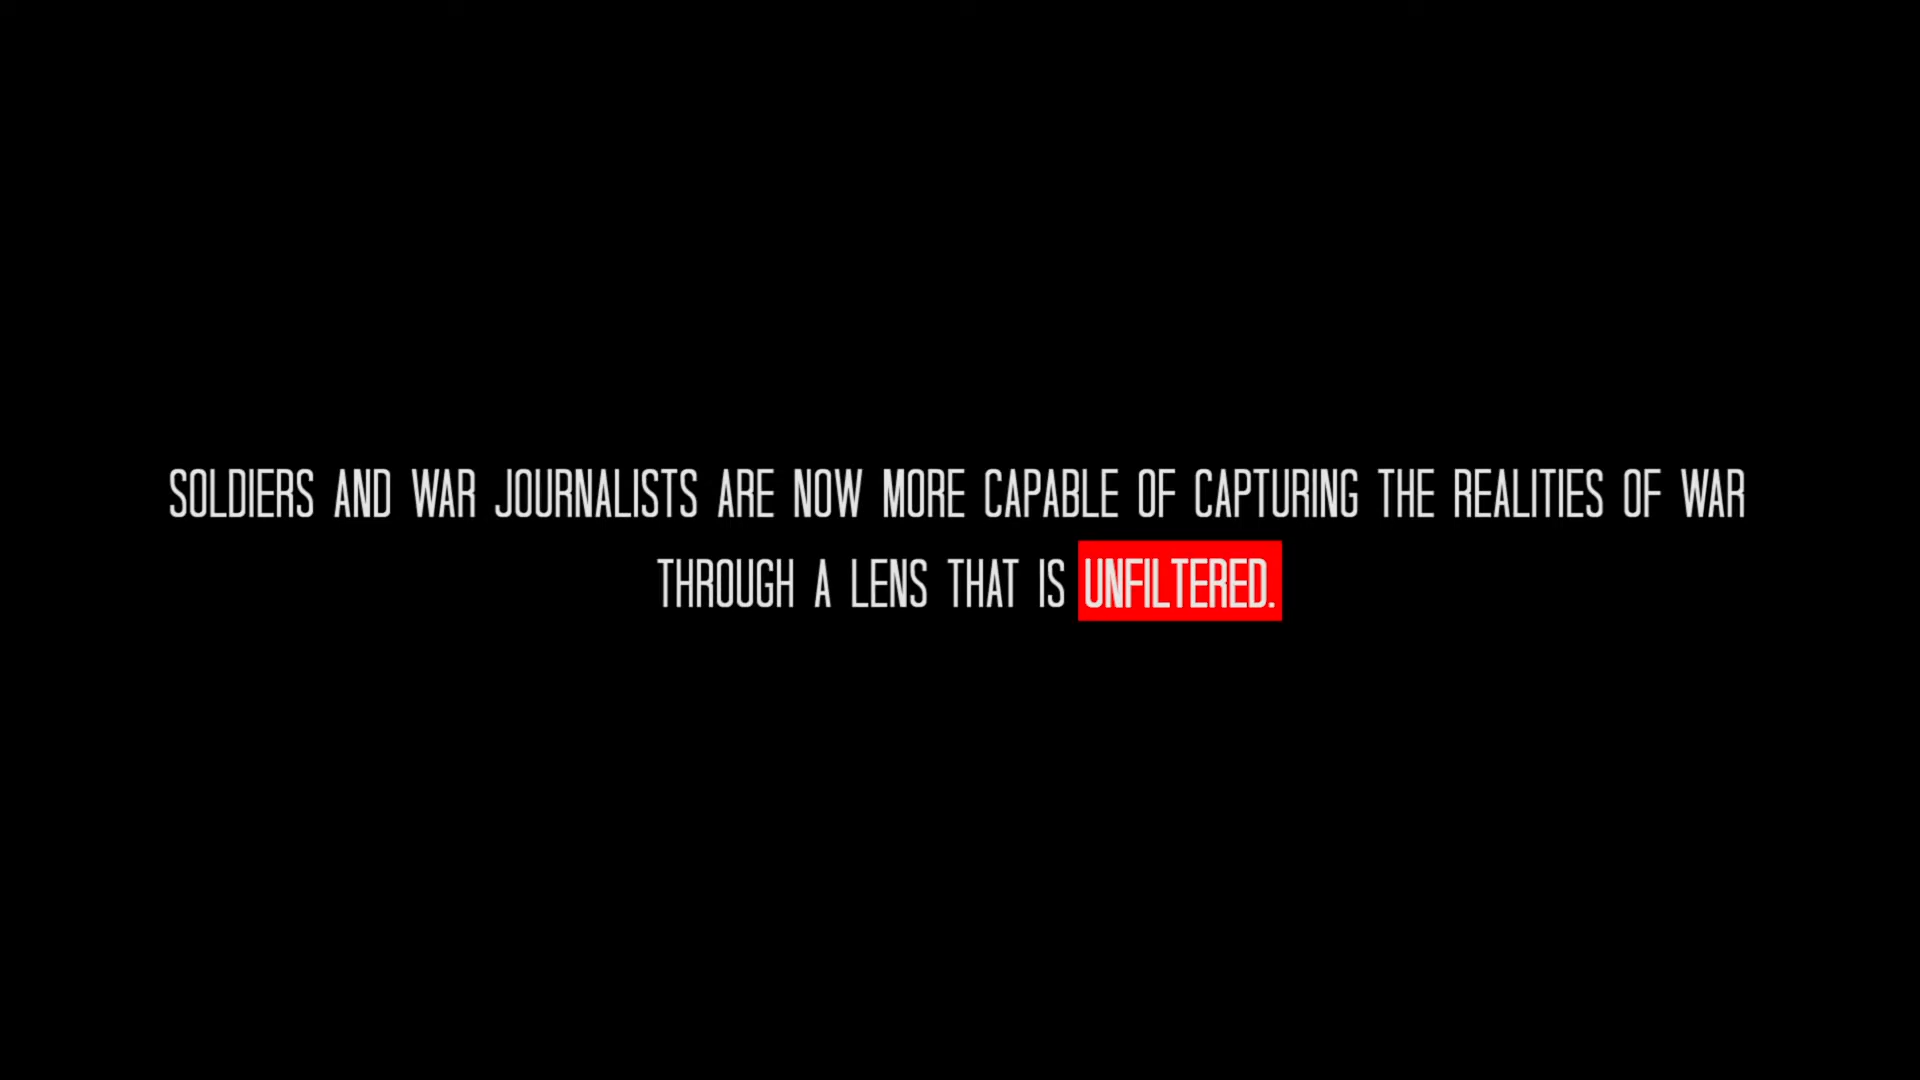 SOLDIERS AND WAR JOURNALISTS ARE NOW MORE CAPABLE OF CAPTURING THE REALITIES OF WAR
THROUGH A LENS THAT IS UNFILTERED.